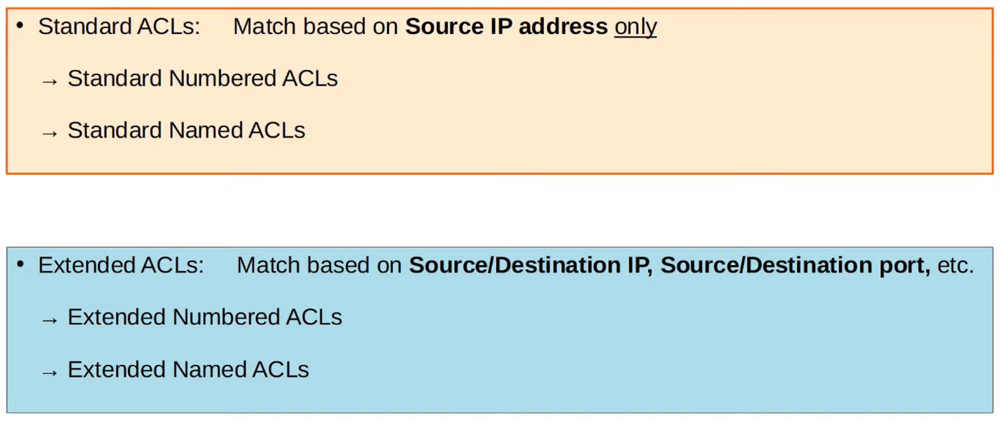 • Standard ACLs: Match based on Source IP address only
→ Standard Numbered ACLs
→ Standard Named ACLs
• Extended ACLs: Match based on Source/Destination IP, Source/Destination port, etc.
→ Extended Numbered ACLs
→ Extended Named ACLs